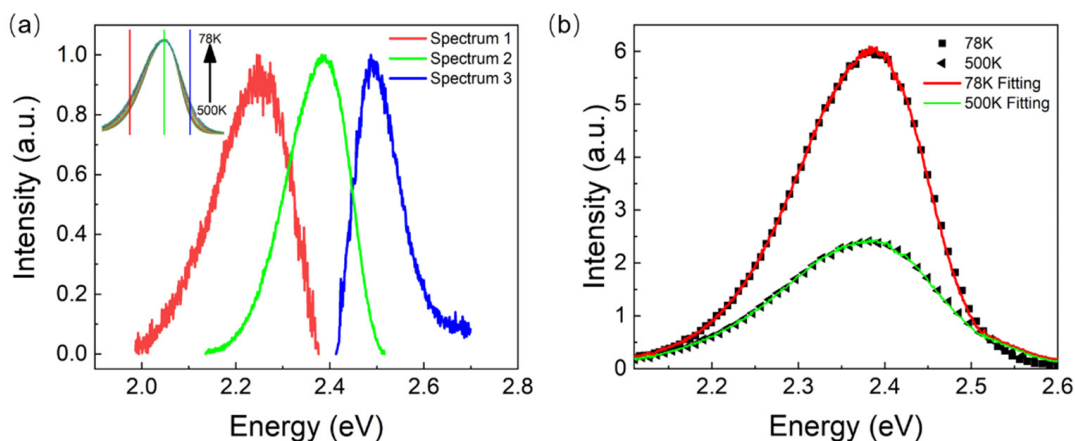 (a)
78K
500K
Spectrum 1
Spectrum 2
Spectrum 3
1.0
0.8
0.6
0.4
0.2
0.0
Intensity (a.u.)
2.0 2.2 2.4 2.6 2.8
Energy (eV)
(b)
78K
500K
78K Fitting
500K Fitting
6
5
4
3
2
1
0
Intensity (a.u.)
2.2 2.3 2.4 2.5 2.6
Energy (eV)